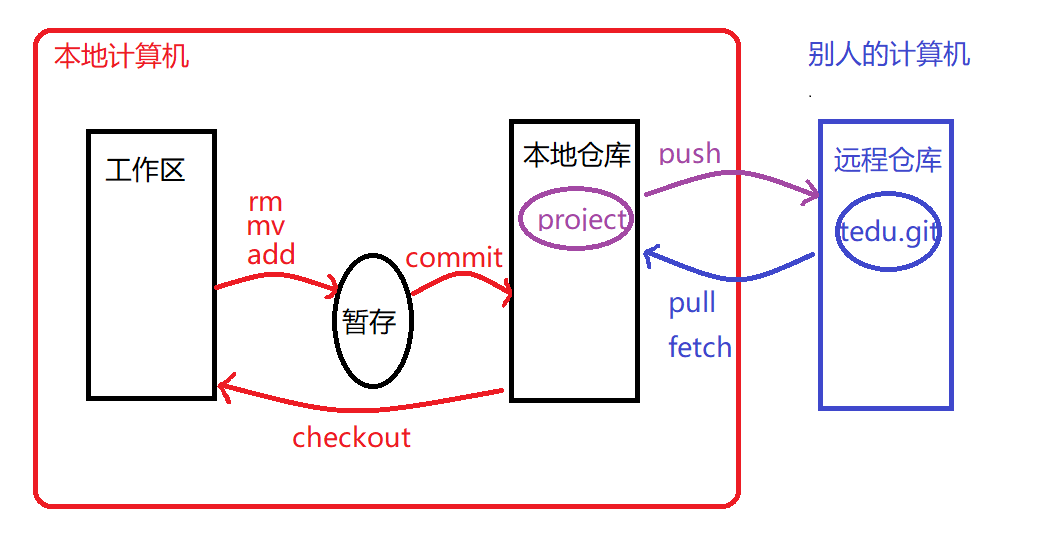 本地计算机
别人的计算机
工作区
rm
mv
add
暂存
commit
checkout
本地仓库
project
push
pull
fetch
远程仓库
tedu.git